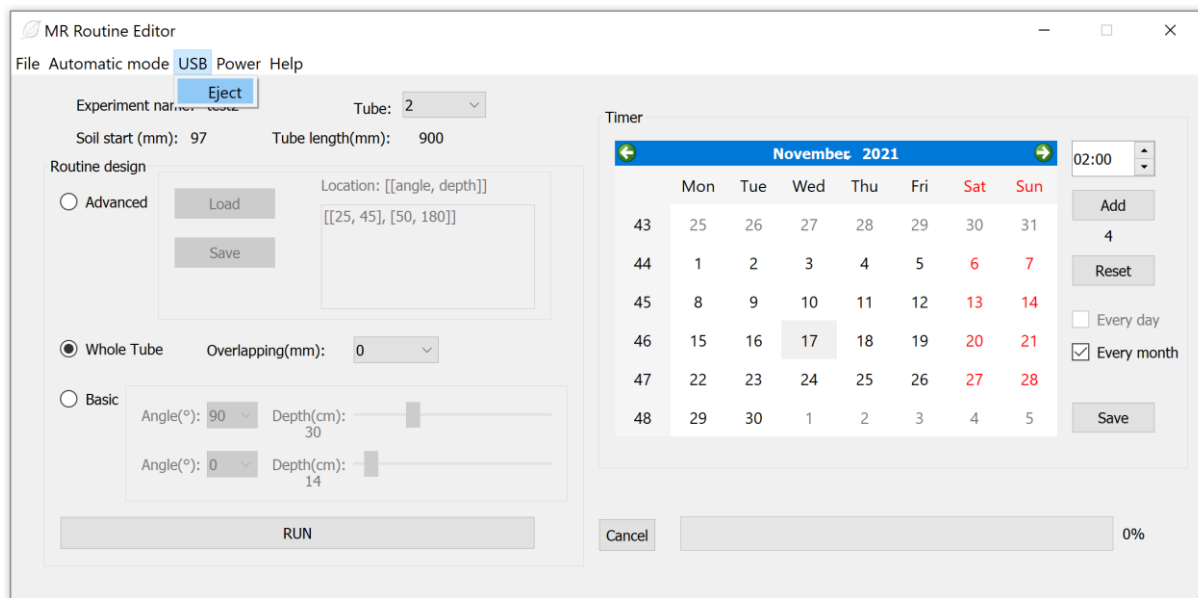 MR Routine Editor
File Automatic mode USB Power Help
Eject
Experiment name: test2
Tube: 2
Soil start (mm): 97 Tube length(mm): 900
Routine design
Advanced
Load
Save
Location: [[angle, depth]]
[[25, 45], [50, 180]]
Whole Tube Overlapping(mm): 0
Basic
Angle(°): 90 Depth(cm):
30
Angle(°): 0 Depth(cm):
14
RUN
Timer
November, 2021
Mon Tue Wed Thu Fri Sat Sun
43 25 26 27 28 29 30 31
44 1 2 3 4 5 6 7
45 8 9 10 11 12 13 14
46 15 16 17 18 19 20 21
47 22 23 24 25 26 27 28
48 29 30 1 2 3 4 5
02:00
Add
4
Reset
Every day
Every month
Save
Cancel 0%